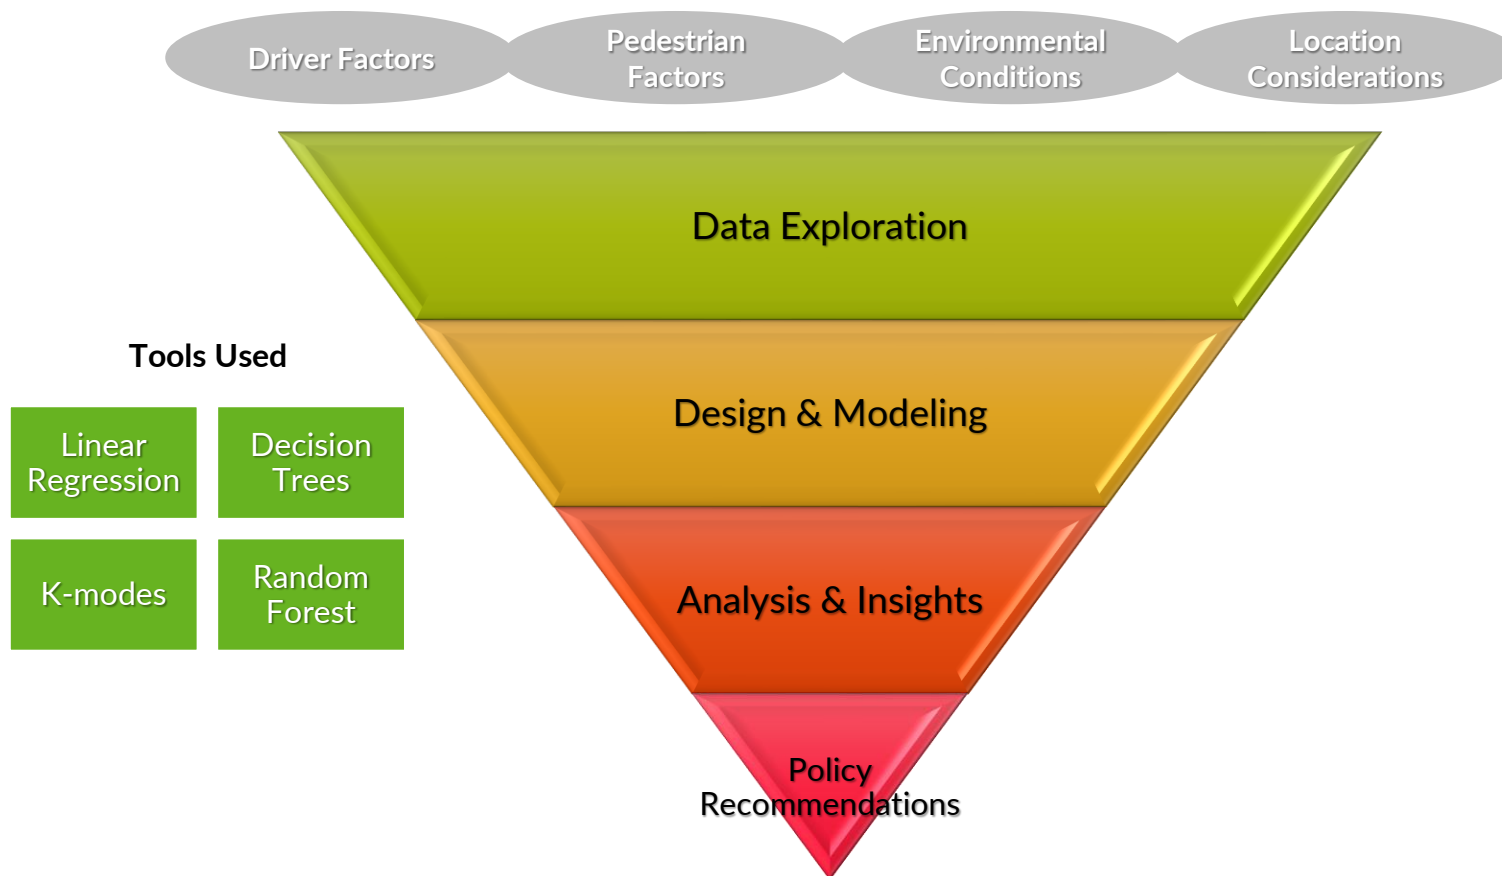 Driver Factors
Pedestrian
Factors
Environmental
Conditions
Location
Considerations
Data Exploration
Tools Used
Linear
Regression
Decision
Trees
K-modes
Random
Forest
Design & Modeling
Analysis & Insights
Policy
Recommendations